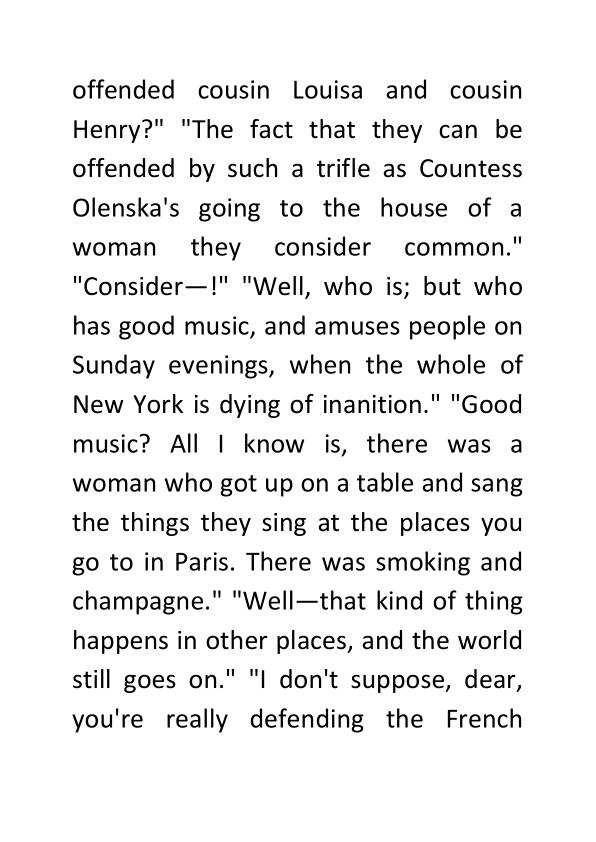 offended cousin Louisa and cousin
Henry?" "The fact that they can be
offended by such a trifle as Countess
Olenska's going to the house of a
woman they consider common."
"Consider—!" "Well, who is; but who
has good music, and amuses people on
Sunday evenings, when the whole of
New York is dying of inanition." "Good
music? All I know is, there was a
woman who got up on a table and sang
the things they sing at the places you
go to in Paris. There was smoking and
champagne." "Well—that kind of thing
happens in other places, and the world
still goes on." "I don't suppose, dear,
you're really defending the French